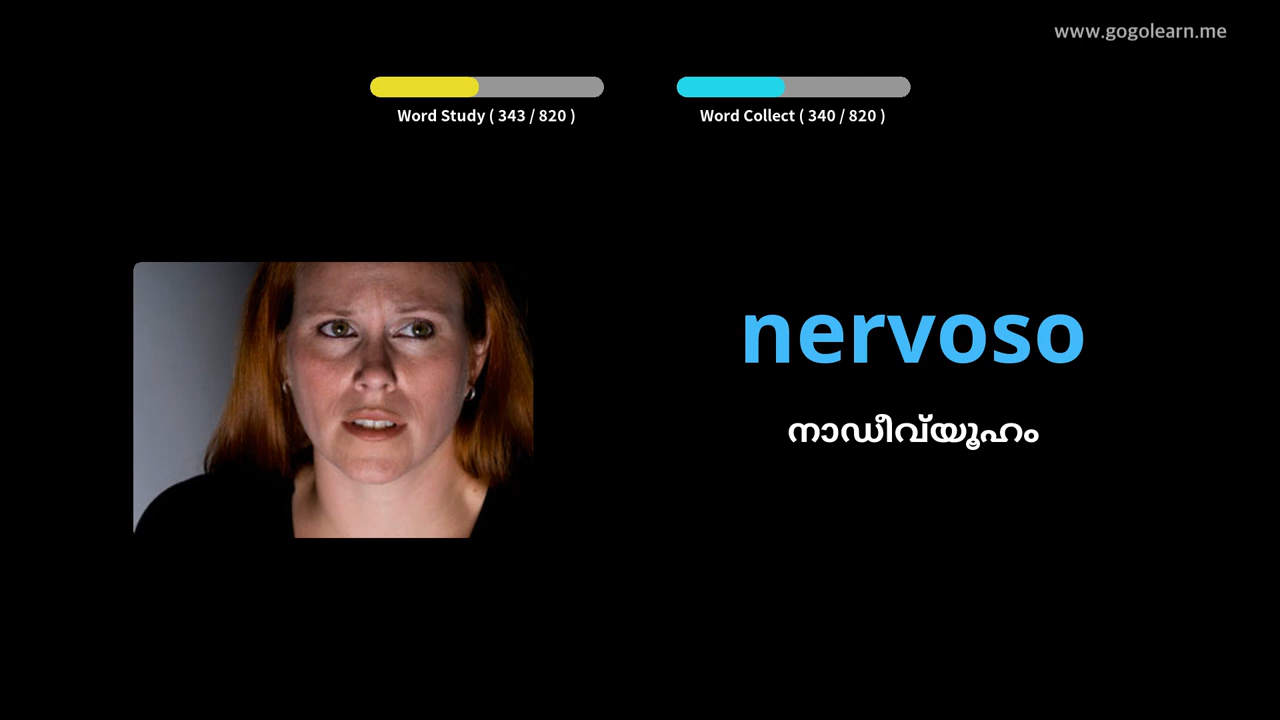 www.gogolearn.me
Word Study ( 343 / 820 )
Word Collect ( 340 / 820 )
nervoso
നാഡീവ്‌യൂഹം